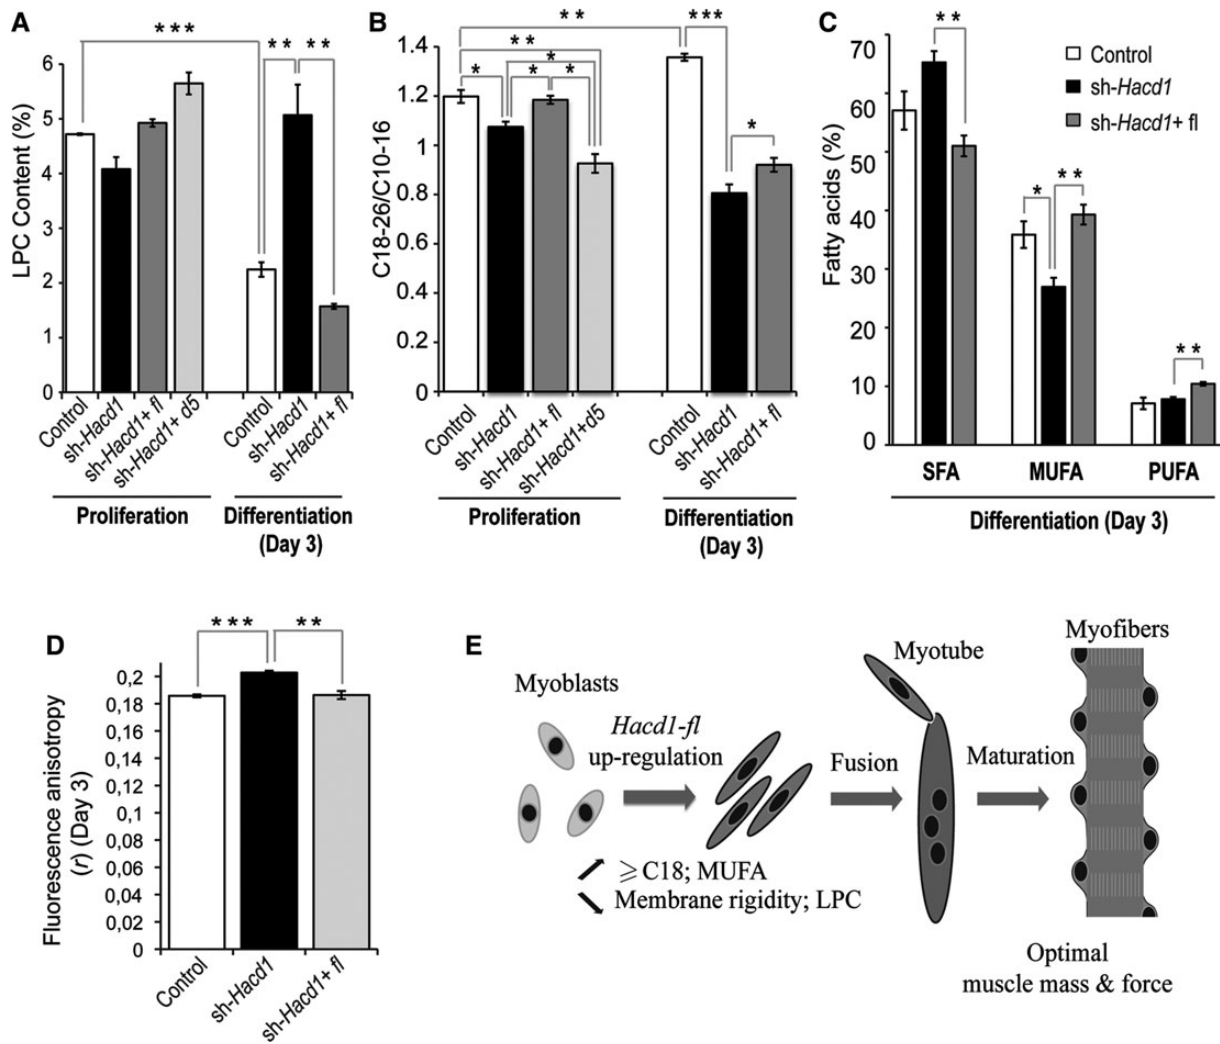 A
LPC Content (%)
6
5
4
3
2
1
0
* * *
* *
* *
Control
sh-Hacd1
sh-Hacd1+ fl
sh-Hacd1+ d5
Control
sh-Hacd1
sh-Hacd1+ fl
Proliferation
Differentiation
(Day 3)
B
C18-26/C10-16
1.4
1.2
1
0.8
0.6
0.4
0.2
0
* *
***
* *
*
*
*
*
*
Control
sh-Hacd1
sh-Hacd1+ fl
sh-Hacd1+d5
Control
sh-Hacd1
sh-Hacd1+ fl
Proliferation
Differentiation
(Day 3)
C
Fatty acids (%)
70
60
50
40
30
20
10
0
* *
*
* *
* *
Control
sh-Hacd1
sh-Hacd1+ fl
SFA
MUFA
PUFA
Differentiation (Day 3)
D
Fluorescence anisotropy
(r) (Day 3)
0,2
0,18
0,16
0,14
0,12
0,1
0,08
0,06
0,04
0,02
0
* * *
* *
Control
sh-Hacd1
sh-Hacd1+ fl
E
Myoblasts
Hacd1-fl
up-regulation
⩾ C18; MUFA
Membrane rigidity; LPC
Fusion
Myotube
Maturation
Myofibers
Optimal
muscle mass & force